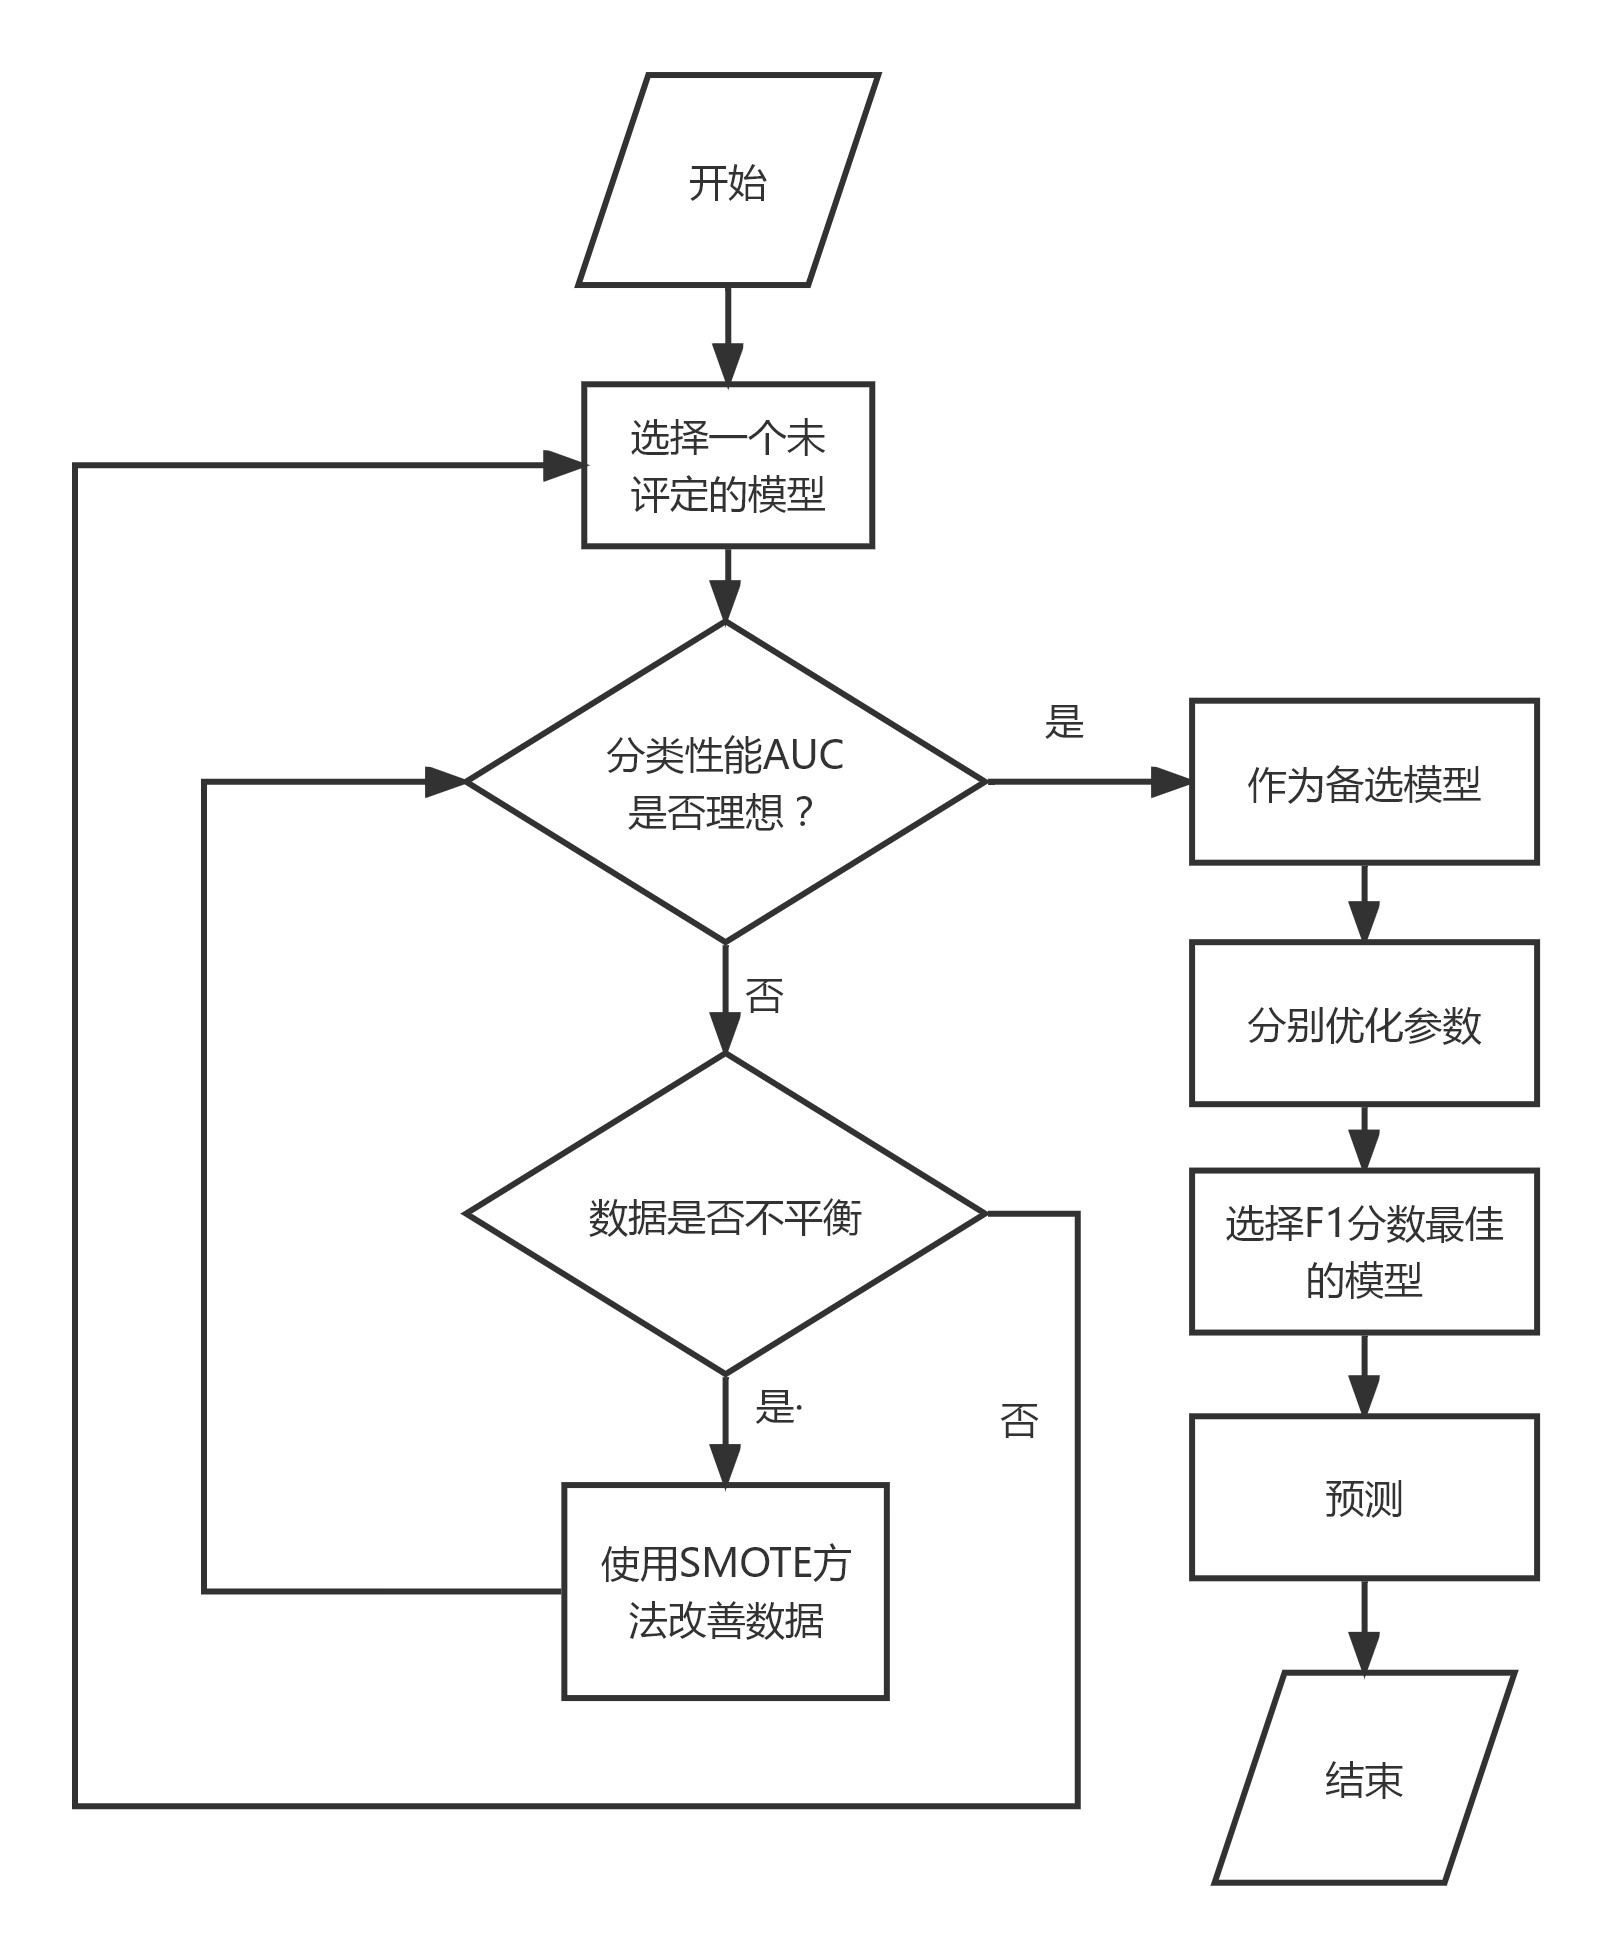 开始
选择一个未
评定的模型
分类性能AUC
是否理想？
是
作为备选模型
否
分别优化参数
数据是否不平衡
选择F1分数最佳
的模型
是·
否
预测
使用SMOTE方
法改善数据
结束